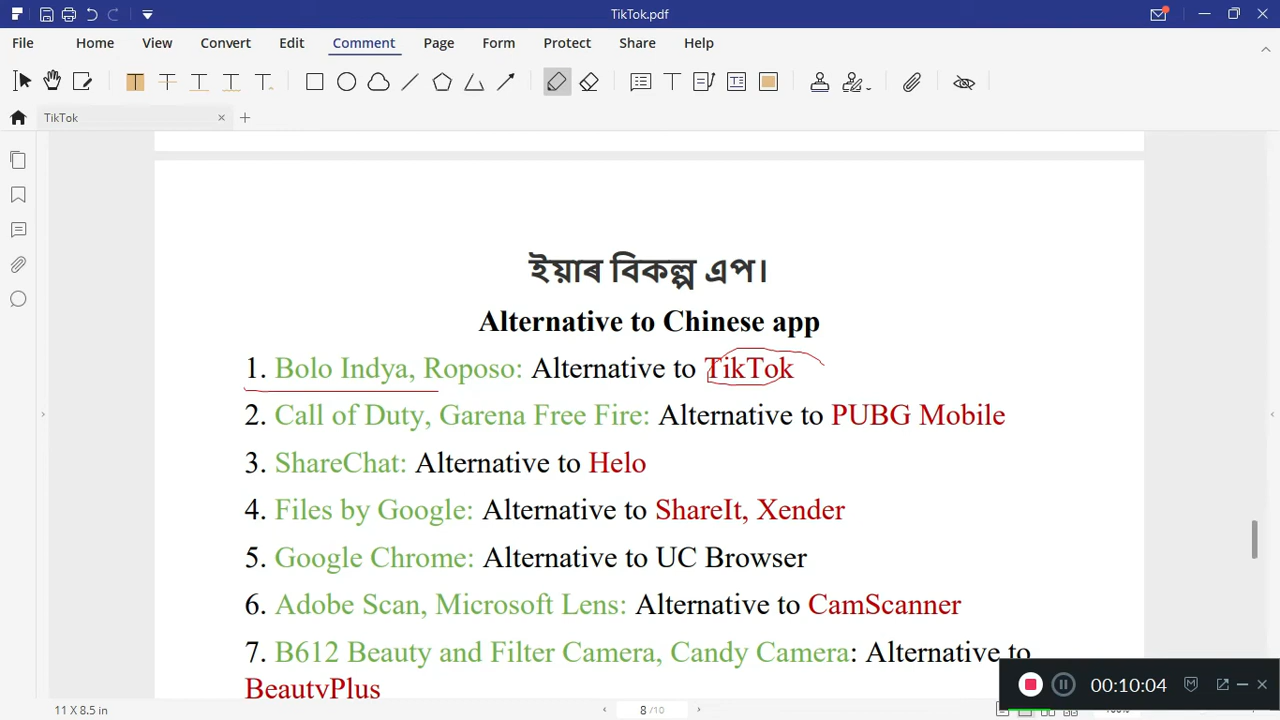 TikTok.pdf
File Home View Convert Edit Comment Page Form Protect Share Help
TikTok
ইয়াৰ বিকল্প এপ।
Alternative to Chinese app
1. Bolo Indya, Roposo: Alternative to TikTok
2. Call of Duty, Garena Free Fire: Alternative to PUBG Mobile
3. ShareChat: Alternative to Helo
4. Files by Google: Alternative to ShareIt, Xender
5. Google Chrome: Alternative to UC Browser
6. Adobe Scan, Microsoft Lens: Alternative to CamScanner
7. B612 Beauty and Filter Camera, Candy Camera: Alternative to
BeautyPlus
00:10:04
11 X 8.5 in
8 /10